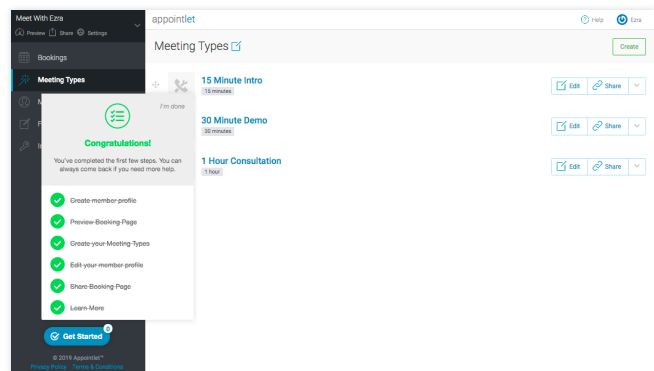 Meet With Ezra
Preview Share Settings
appointlet
Help Ezra
Bookings
Meeting Types
Create
Meeting Types
M
F
I
I'm done
Congratulations!
You've completed the first few steps. You can
always come back if you need more help.
Create member profile
Preview Booking Page
Create your Meeting Types
Edit your member profile
Share Booking Page
Learn More
0
Get Started
© 2019 Appointlet™
Privacy Policy Terms & Conditions
15 Minute Intro
15 minutes
Edit Share
30 Minute Demo
30 minutes
Edit Share
1 Hour Consultation
1 hour
Edit Share